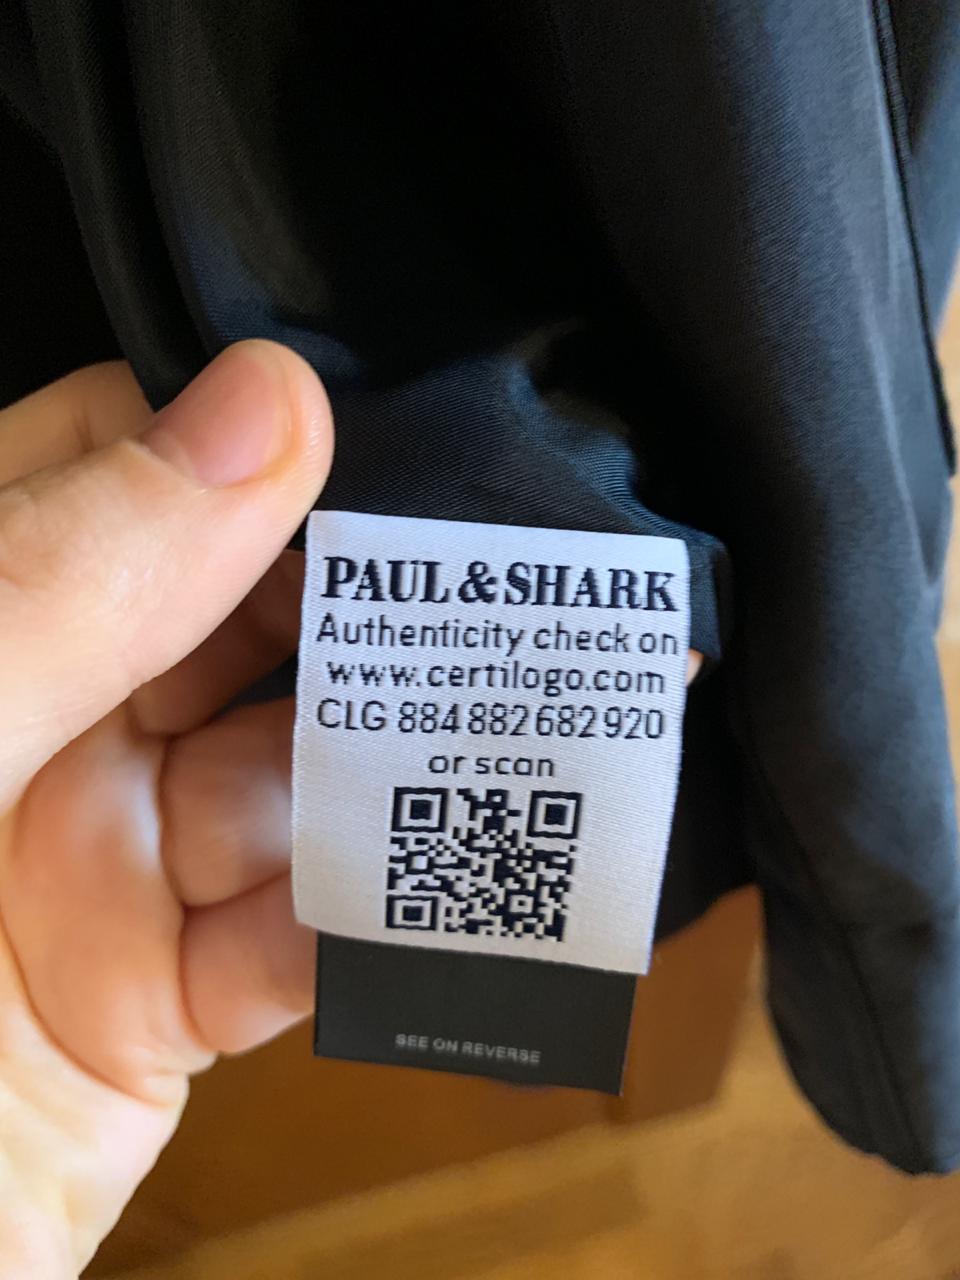 PAUL & SHARK
Authenticity check on
www.certilogo.com
CLG 884 882 682 920
or scan
SEE ON REVERSE